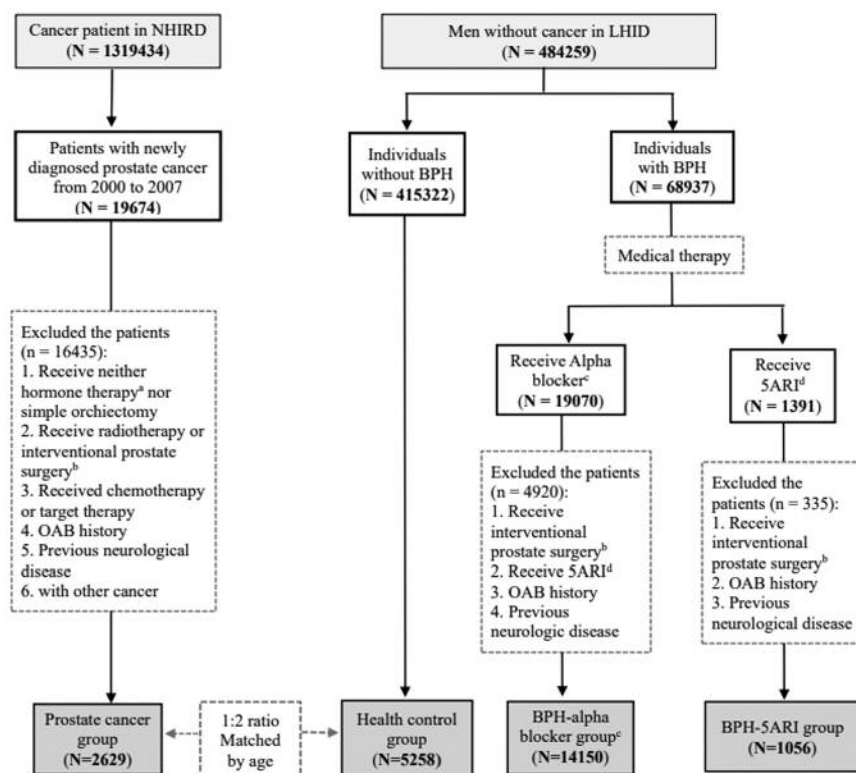 Cancer patient in NHIRD
(N = 1319434)
Men without cancer in LHID
(N = 484259)
Patients with newly
diagnosed prostate cancer
from 2000 to 2007
(N = 19674)
Individuals
without BPH
(N = 415322)
Individuals
with BPH
(N = 68937)
Medical therapy
Excluded the patients
(n = 16435):
1. Receive neither
hormone therapyᵃ nor
simple orchiectomy
2. Receive radiotherapy or
interventional prostate
surgeryᵇ
3. Received chemotherapy
or target therapy
4. OAB history
5. Previous neurological
disease
6. with other cancer
Receive Alpha
blockerᶜ
(N = 19070)
Receive
5ARIᵈ
(N = 1391)
Excluded the patients
(n = 4920):
1. Receive
interventional
prostate surgeryᵇ
2. Receive 5ARIᵈ
3. OAB history
4. Previous
neurologic disease
Excluded the
patients (n = 335):
1. Receive
interventional
prostate surgeryᵇ
2. OAB history
3. Previous
neurological disease
Prostate cancer
group
(N=2629)
1:2 ratio
Matched
by age
Health control
group
(N=5258)
BPH-alpha
blocker groupᶜ
(N=14150)
BPH-5ARI group
(N=1056)